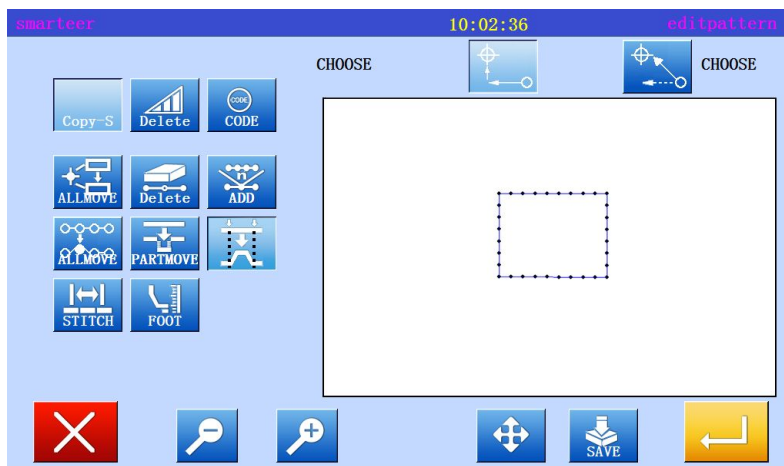 smarteer 10:02:36 editpattern
CHOOSE CHOOSE
Copy-S Delete CODE CODE
ALLMOVE Delete n ADD
ALLMOVE PARTMOVE
STITCH FOOT
SAVE